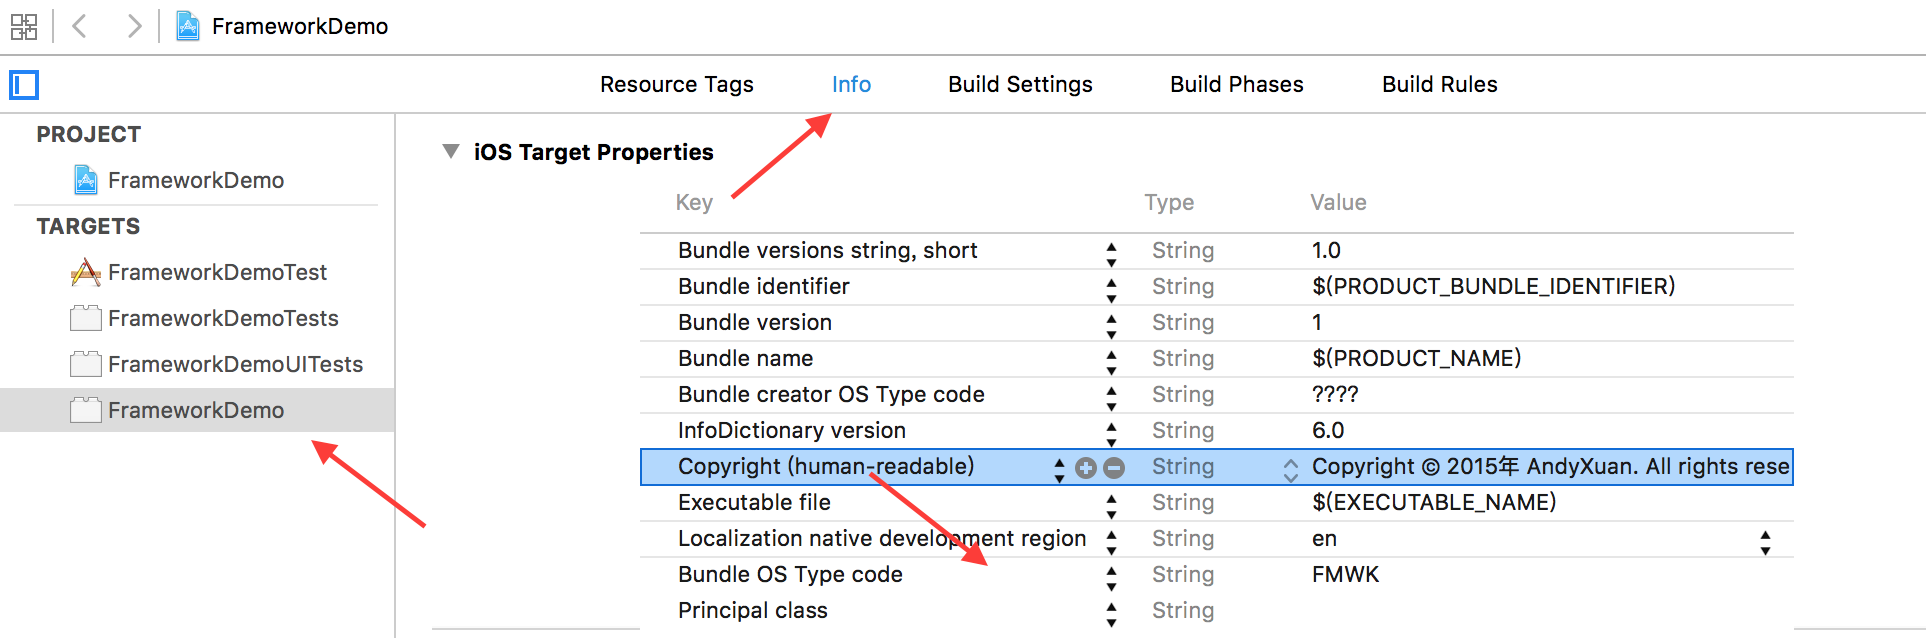 FrameworkDemo
Resource Tags Info Build Settings Build Phases Build Rules
PROJECT
FrameworkDemo
TARGETS
FrameworkDemoTest
FrameworkDemoTests
FrameworkDemoUITests
FrameworkDemo
iOS Target Properties
Key Type Value
Bundle versions string, short String 1.0
Bundle identifier String $(PRODUCT_BUNDLE_IDENTIFIER)
Bundle version String 1
Bundle name String $(PRODUCT_NAME)
Bundle creator OS Type code String ????
InfoDictionary version String 6.0
Copyright (human-readable) String Copyright © 2015年 AndyXuan. All rights rese
Executable file String $(EXECUTABLE_NAME)
Localization native development region String en
Bundle OS Type code String FMWK
Principal class String